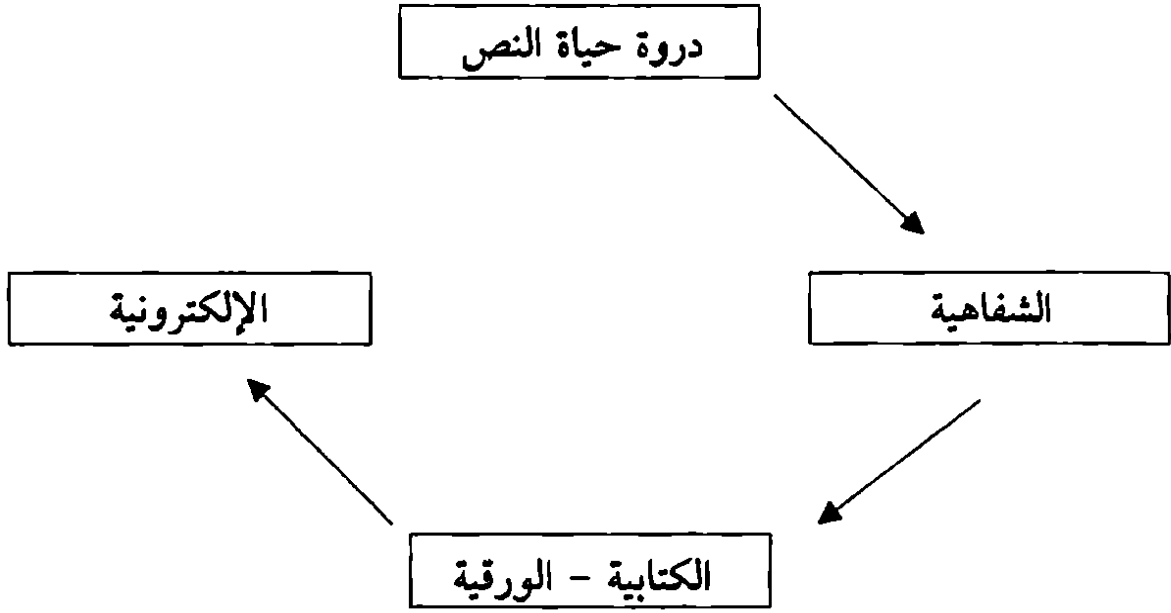 دروة حياة النص
الشفاهية
الإلكترونية
الكتابية – الورقية